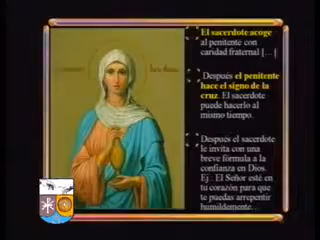 El sacerdote acoge
al penitente con
caridad fraternal [...]
Después el penitente
hace el signo de la
cruz. El sacerdote
puede hacerlo al
mismo tiempo.
Después el sacerdote
le invita con una
breve fórmula a la
confianza en Dios.
Ej.: El Señor esté en
tu corazón para que
te puedas arrepentir
humildemente...